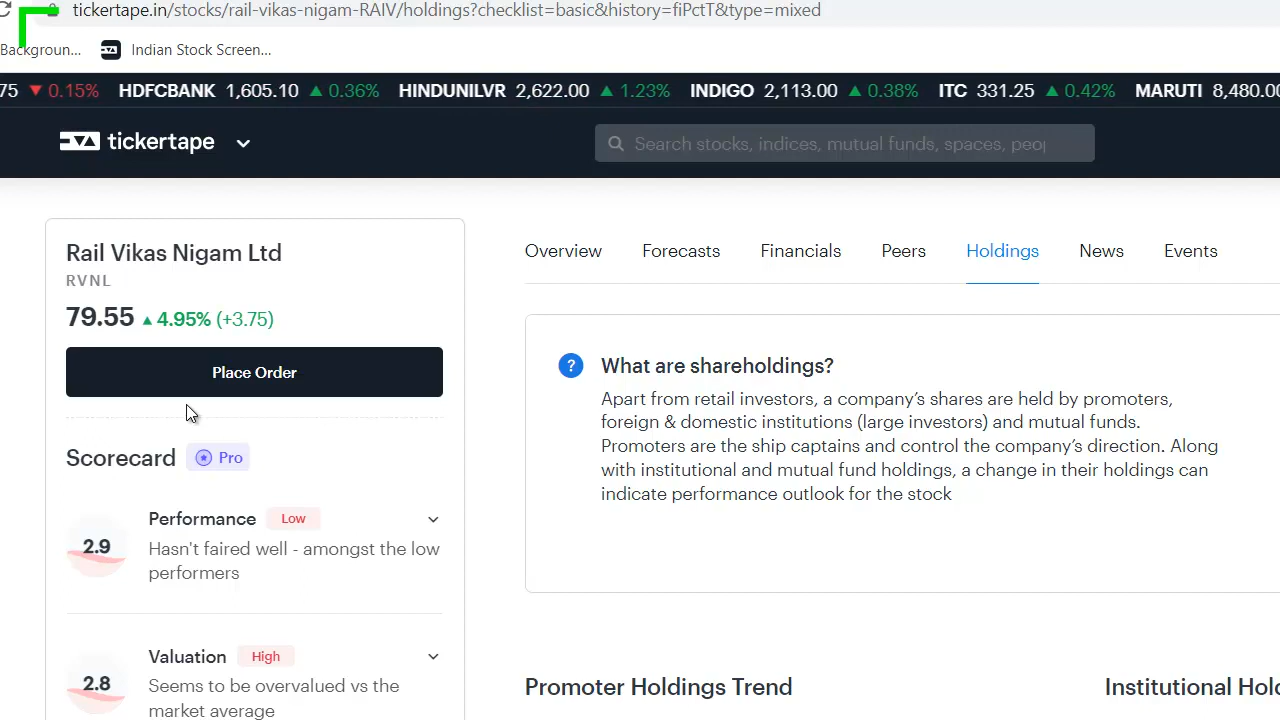 tickertape.in/stocks/rail-vikas-nigam-RAIV/holdings?checklist=basic&history=fiPctT&type=mixed
Backgroun... Indian Stock Screen...
75 ▼ 0.15% HDFCBANK 1,605.10 ▲ 0.36% HINDUNILVR 2,622.00 ▲ 1.23% INDIGO 2,113.00 ▲ 0.38% ITC 331.25 ▲ 0.42% MARUTI 8,480.00
tickertape
Search stocks, indices, mutual funds, spaces, peop
Rail Vikas Nigam Ltd
RVNL
79.55 ▲ 4.95% (+3.75)
Place Order
Scorecard Pro
2.9
Performance Low
Hasn't faired well - amongst the low
performers
2.8
Valuation High
Seems to be overvalued vs the
market average
Overview Forecasts Financials Peers Holdings News Events
? What are shareholdings?
Apart from retail investors, a company’s shares are held by promoters,
foreign & domestic institutions (large investors) and mutual funds.
Promoters are the ship captains and control the company’s direction. Along
with institutional and mutual fund holdings, a change in their holdings can
indicate performance outlook for the stock
Promoter Holdings Trend
Institutional Hold